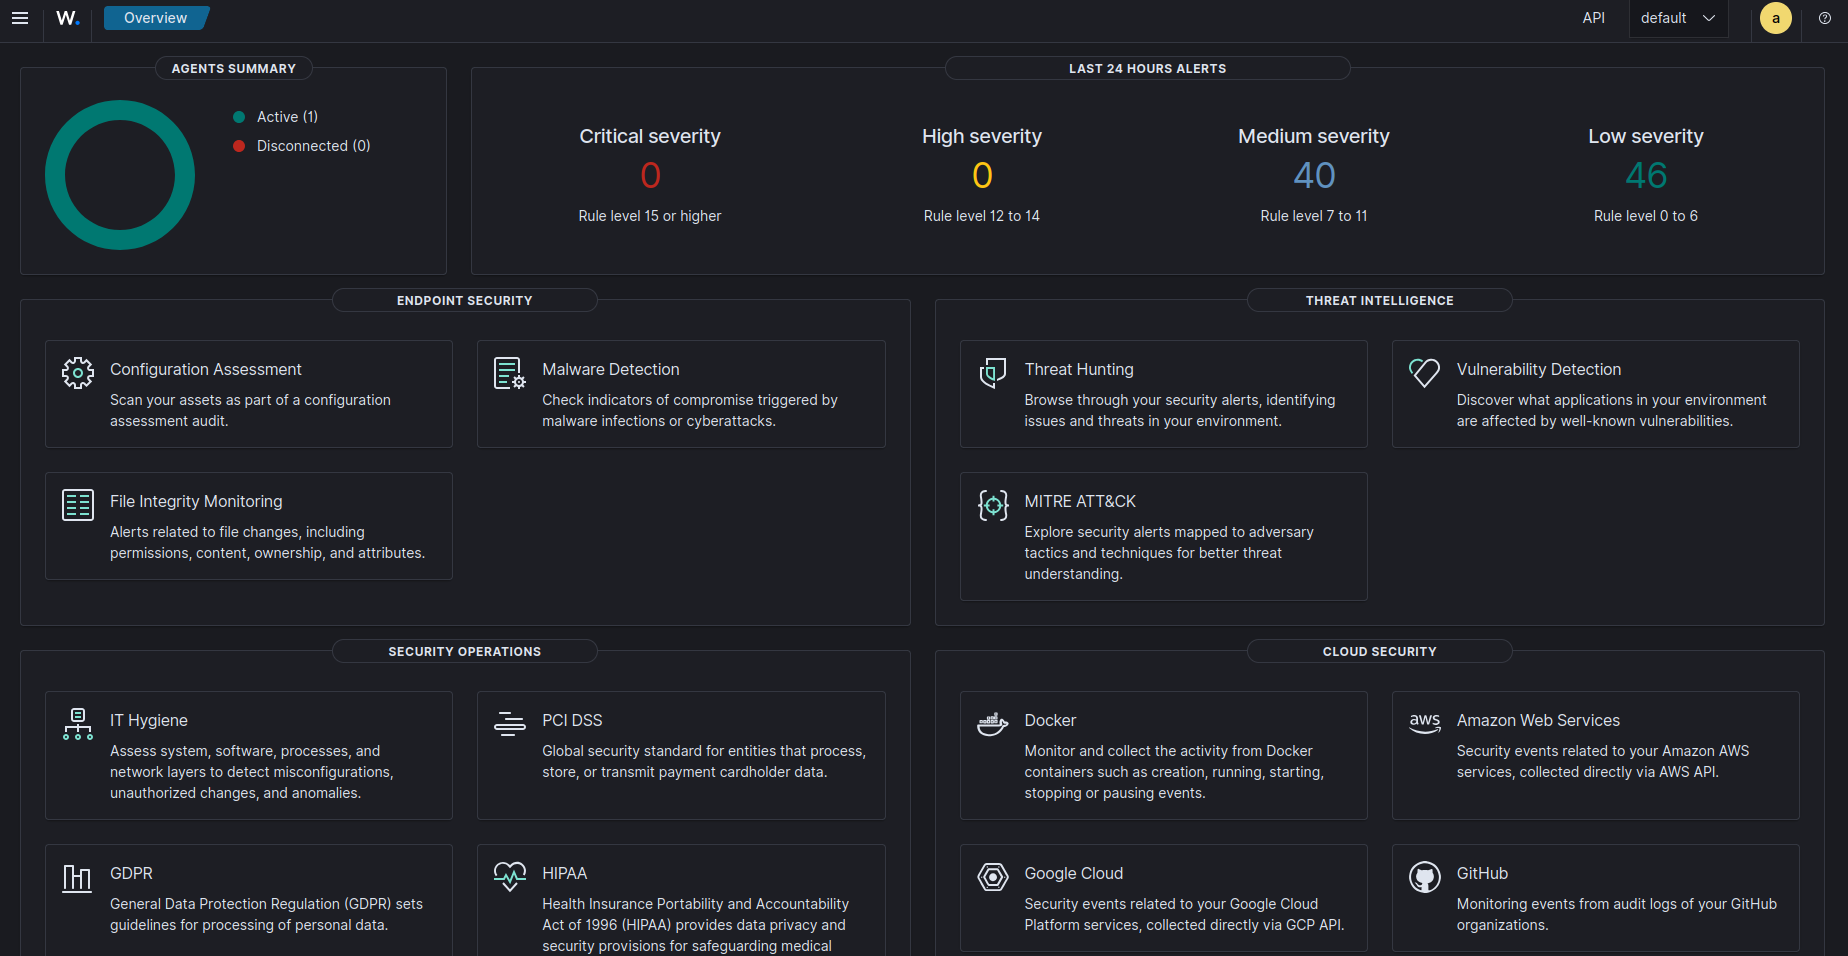 W.
Overview
API
default
a
AGENTS SUMMARY
Active (1)
Disconnected (0)
LAST 24 HOURS ALERTS
Critical severity
0
Rule level 15 or higher
High severity
0
Rule level 12 to 14
Medium severity
40
Rule level 7 to 11
Low severity
46
Rule level 0 to 6
ENDPOINT SECURITY
Configuration Assessment
Scan your assets as part of a configuration
assessment audit.
Malware Detection
Check indicators of compromise triggered by
malware infections or cyberattacks.
File Integrity Monitoring
Alerts related to file changes, including
permissions, content, ownership, and attributes.
THREAT INTELLIGENCE
Threat Hunting
Browse through your security alerts, identifying
issues and threats in your environment.
Vulnerability Detection
Discover what applications in your environment
are affected by well-known vulnerabilities.
MITRE ATT&CK
Explore security alerts mapped to adversary
tactics and techniques for better threat
understanding.
SECURITY OPERATIONS
IT Hygiene
Assess system, software, processes, and
network layers to detect misconfigurations,
unauthorized changes, and anomalies.
PCI DSS
Global security standard for entities that process,
store, or transmit payment cardholder data.
GDPR
General Data Protection Regulation (GDPR) sets
guidelines for processing of personal data.
HIPAA
Health Insurance Portability and Accountability
Act of 1996 (HIPAA) provides data privacy and
security provisions for safeguarding medical
CLOUD SECURITY
Docker
Monitor and collect the activity from Docker
containers such as creation, running, starting,
stopping or pausing events.
aws
Amazon Web Services
Security events related to your Amazon AWS
services, collected directly via AWS API.
Google Cloud
Security events related to your Google Cloud
Platform services, collected directly via GCP API.
GitHub
Monitoring events from audit logs of your GitHub
organizations.